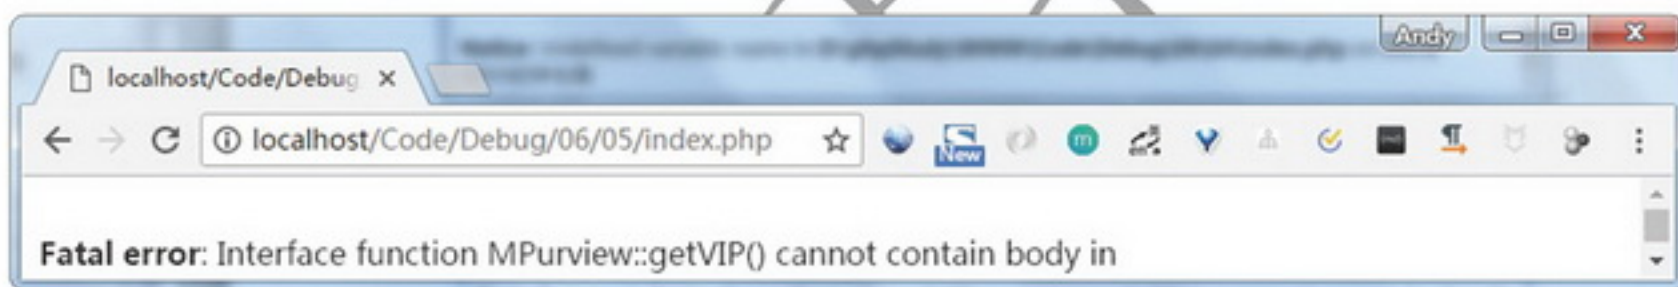 Andy
localhost/Code/Debug
localhost/Code/Debug/06/05/index.php
New
m
Fatal error: Interface function MPurview::getVIP() cannot contain body in